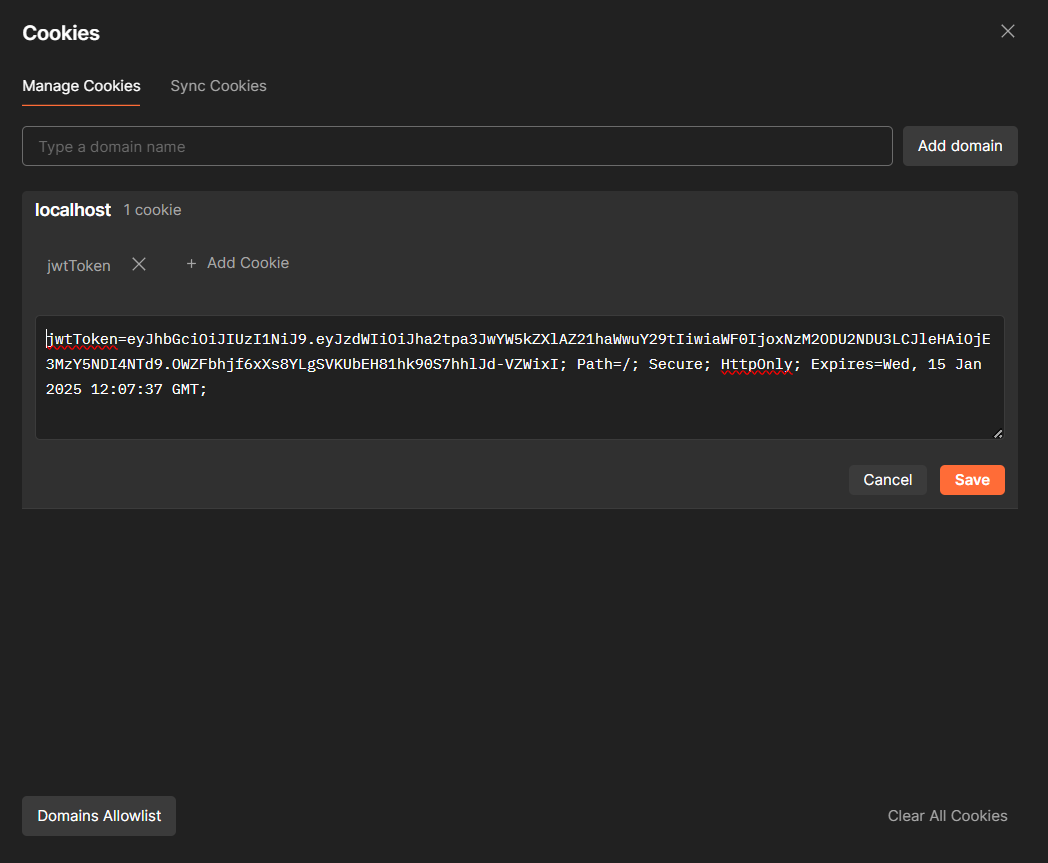 Cookies
Manage Cookies
Sync Cookies
Type a domain name
Add domain
localhost 1 cookie
jwtToken
+ Add Cookie
jwtToken=eyJhbGciOiJIUzI1NiJ9.eyJzdWIiOiJha2tpa3JwYW5kZXlAZ21haWwuY29tIiwiaWF0IjoxNzM2ODU2NDU3LCJleHAiOjE
3MzY5NDI4NTd9.OWZFbhjf6xXs8YLgSVKUbEH81hk90S7hhlJd-VZWixI; Path=/; Secure; HttpOnly; Expires=Wed, 15 Jan
2025 12:07:37 GMT;
Cancel
Save
Domains Allowlist
Clear All Cookies